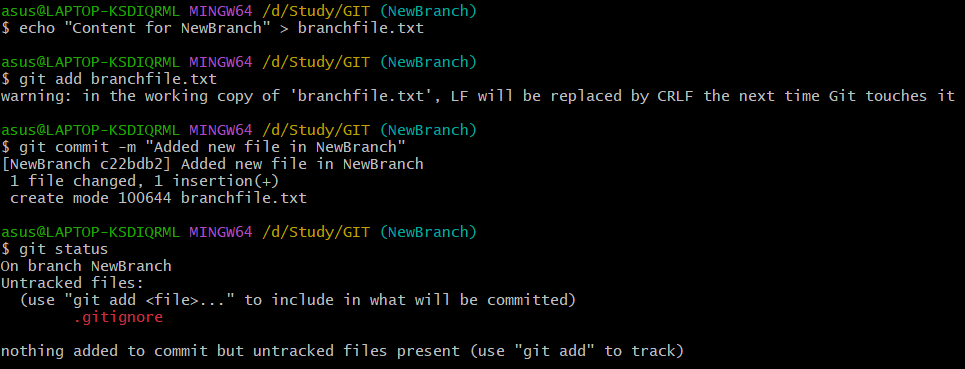 asus@LAPTOP-KSDIQRML MINGW64 /d/Study/GIT (NewBranch)
$ echo "Content for NewBranch" > branchfile.txt
asus@LAPTOP-KSDIQRML MINGW64 /d/Study/GIT (NewBranch)
$ git add branchfile.txt
warning: in the working copy of 'branchfile.txt', LF will be replaced by CRLF the next time Git touches it
asus@LAPTOP-KSDIQRML MINGW64 /d/Study/GIT (NewBranch)
$ git commit -m "Added new file in NewBranch"
[NewBranch c22bdb2] Added new file in NewBranch
 1 file changed, 1 insertion(+)
 create mode 100644 branchfile.txt
asus@LAPTOP-KSDIQRML MINGW64 /d/Study/GIT (NewBranch)
$ git status
On branch NewBranch
Untracked files:
  (use "git add <file>..." to include in what will be committed)
        .gitignore
nothing added to commit but untracked files present (use "git add" to track)